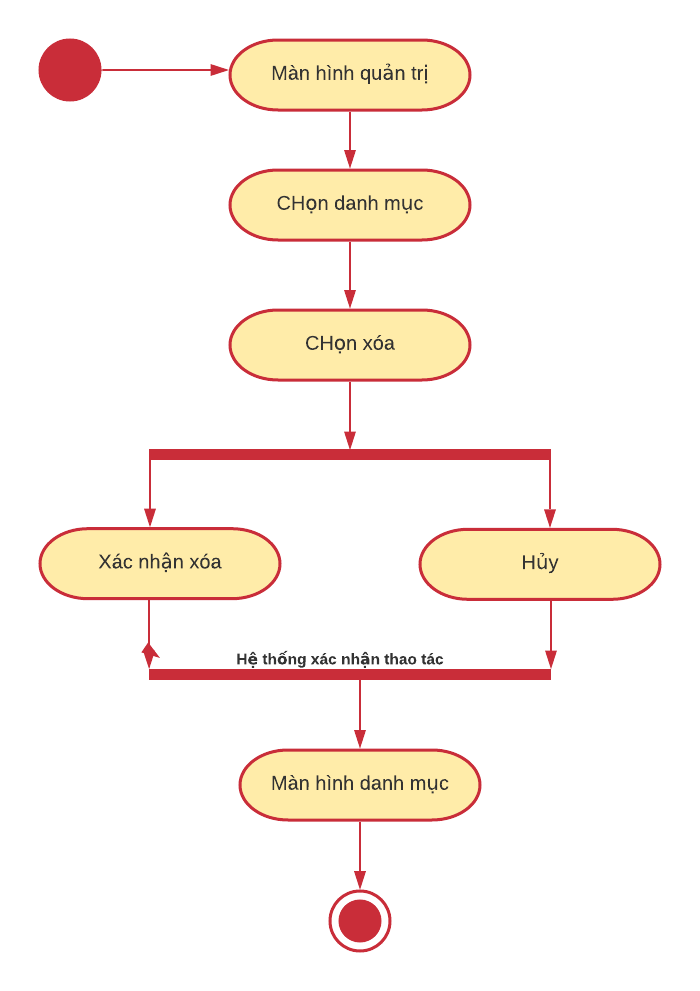 Màn hình quản trị
CHọn danh mục
CHọn xóa
Xác nhận xóa
Hủy
Hệ thống xác nhận thao tác
Màn hình danh mục